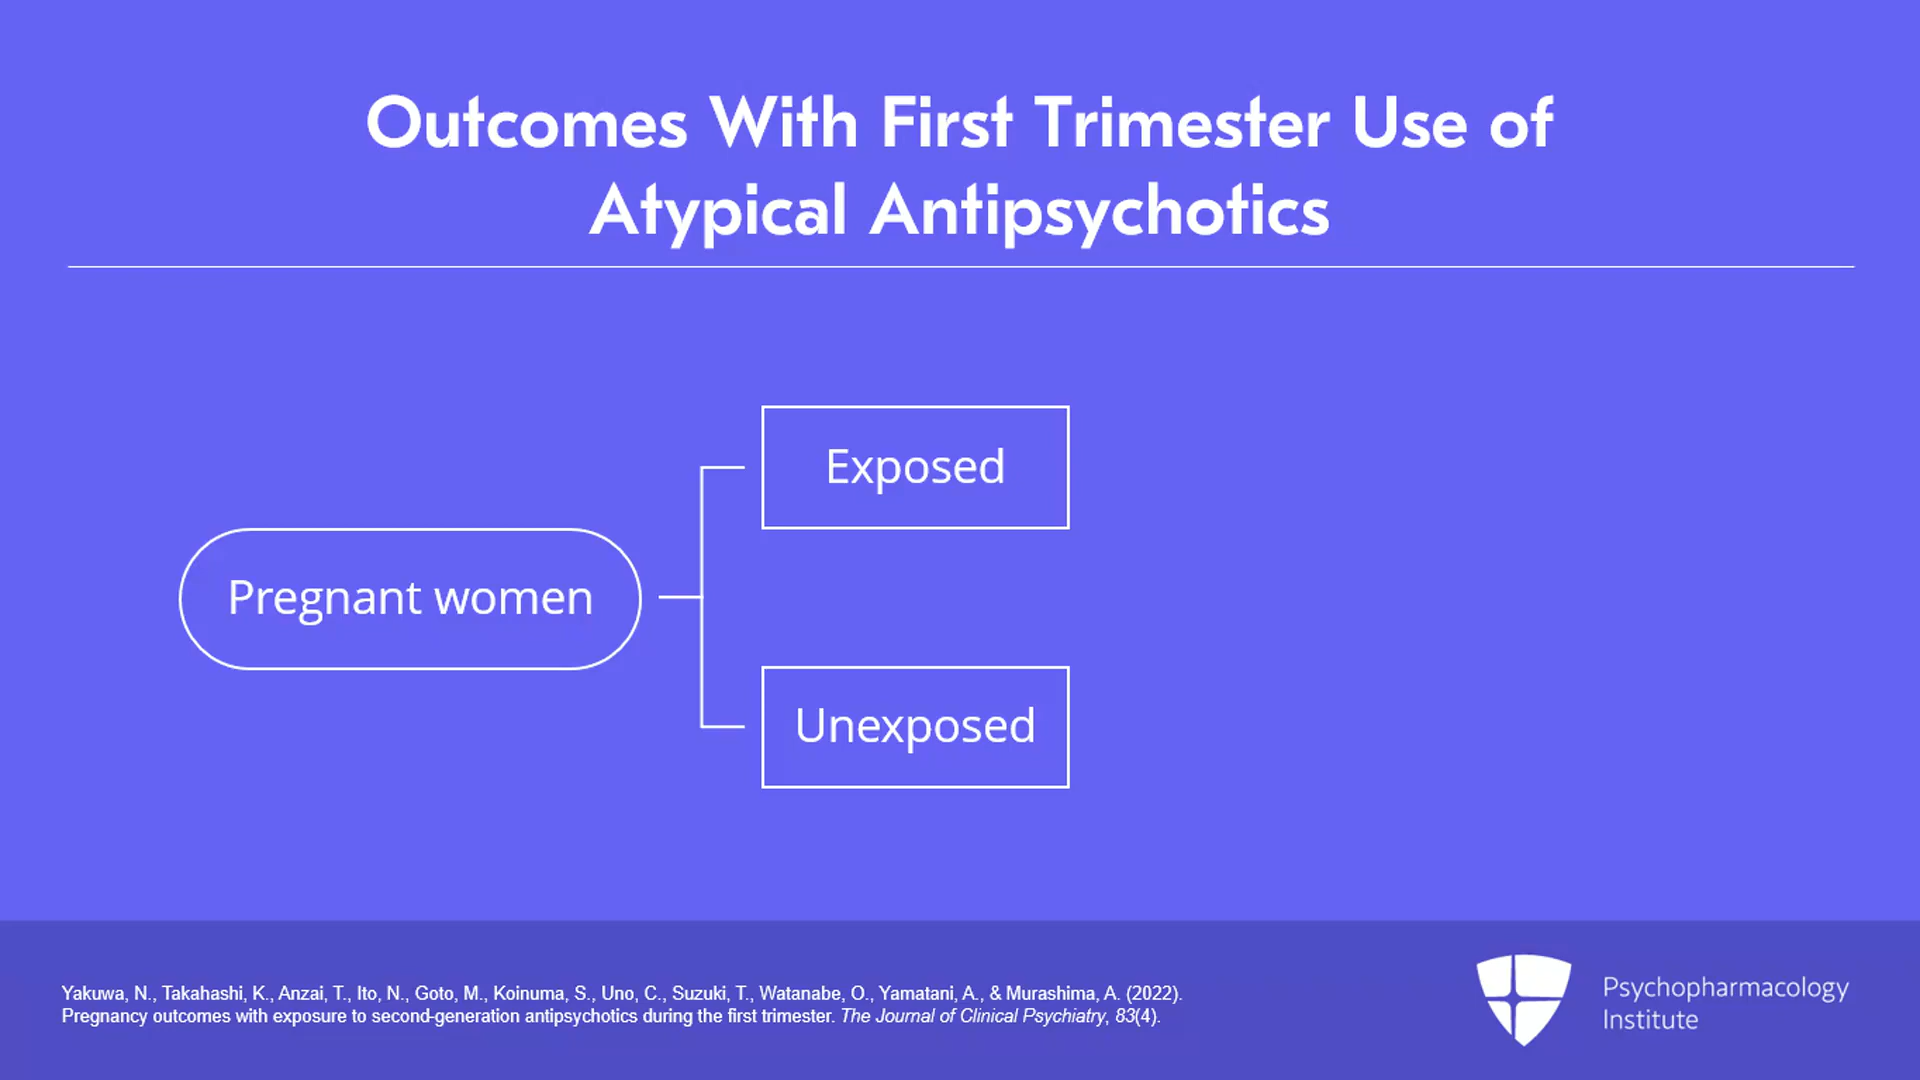 Outcomes With First Trimester Use of
Atypical Antipsychotics
Exposed
Pregnant women
Unexposed
Yakuwa, N., Takahashi, K., Anzai, T., Ito, N., Goto, M., Koinuma, S., Uno, C., Suzuki, T., Watanabe, O., Yamatani, A., & Murashima, A. (2022).
Pregnancy outcomes with exposure to second-generation antipsychotics during the first trimester. The Journal of Clinical Psychiatry, 83(4).
Psychopharmacology
Institute